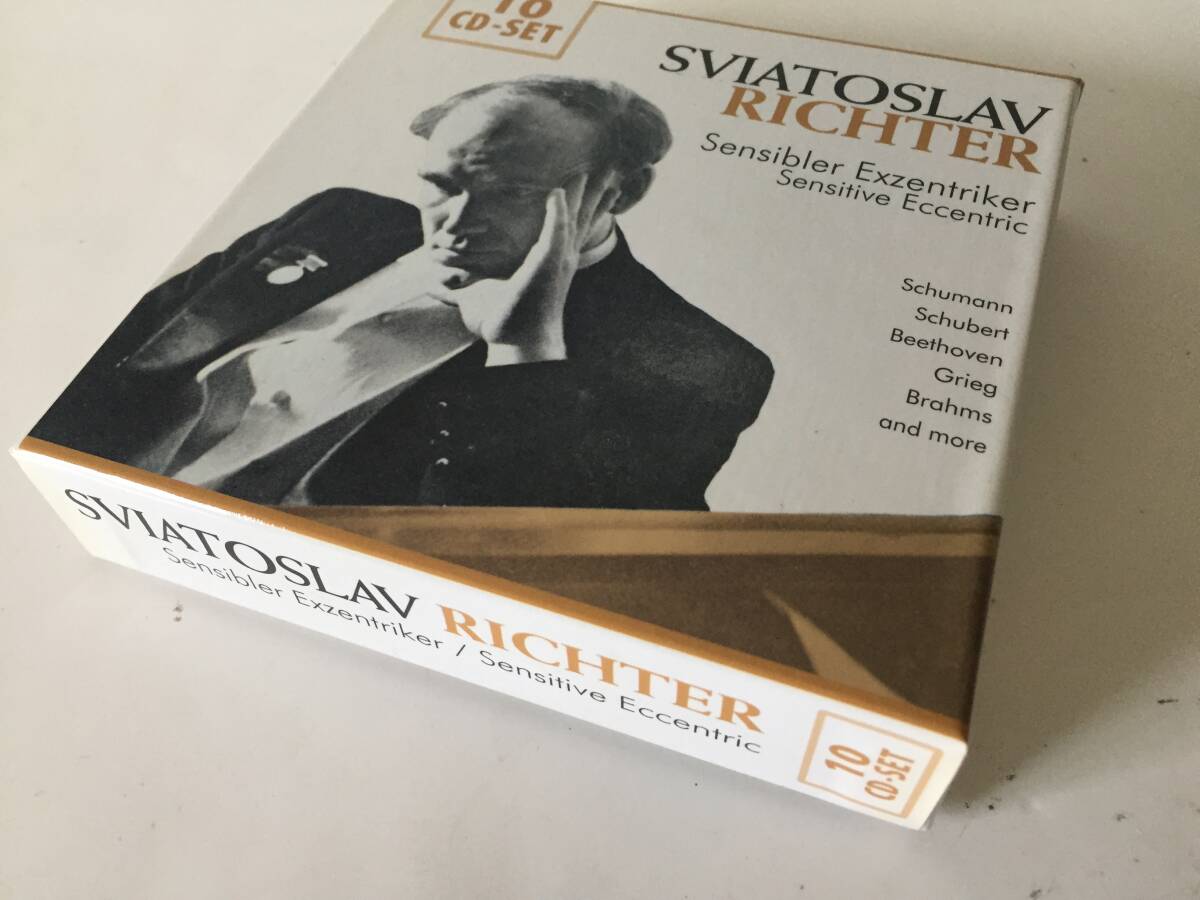 10
CD-SET
SVIATOSLAV
RICHTER
Sensibler Exzentriker
Sensitive Eccentric
Schumann
Schubert
Beethoven
Grieg
Brahms
and more
SVIATOSLAV RICHTER
Sensibler Exzentriker / Sensitive Eccentric
10
CD-SET